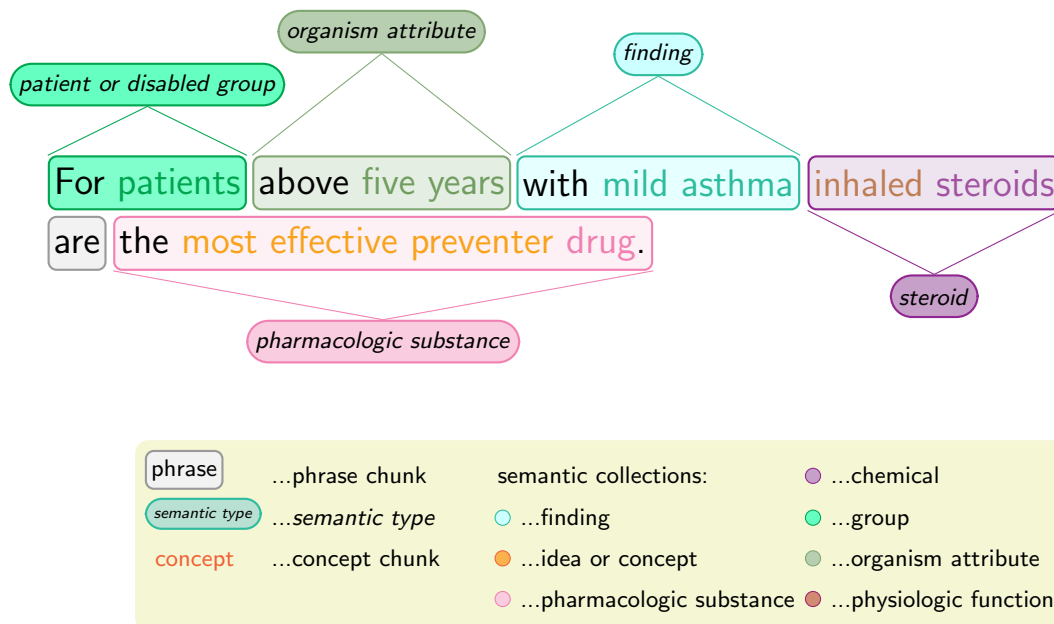 organism attribute
finding
patient or disabled group
For patients above five years with mild asthma inhaled steroids
are the most effective preventer drug.
steroid
pharmacologic substance
phrase ...phrase chunk semantic collections: ...chemical
semantic type ...semantic type ...finding ...group
concept ...concept chunk ...idea or concept ...organism attribute
...pharmacologic substance ...physiologic function